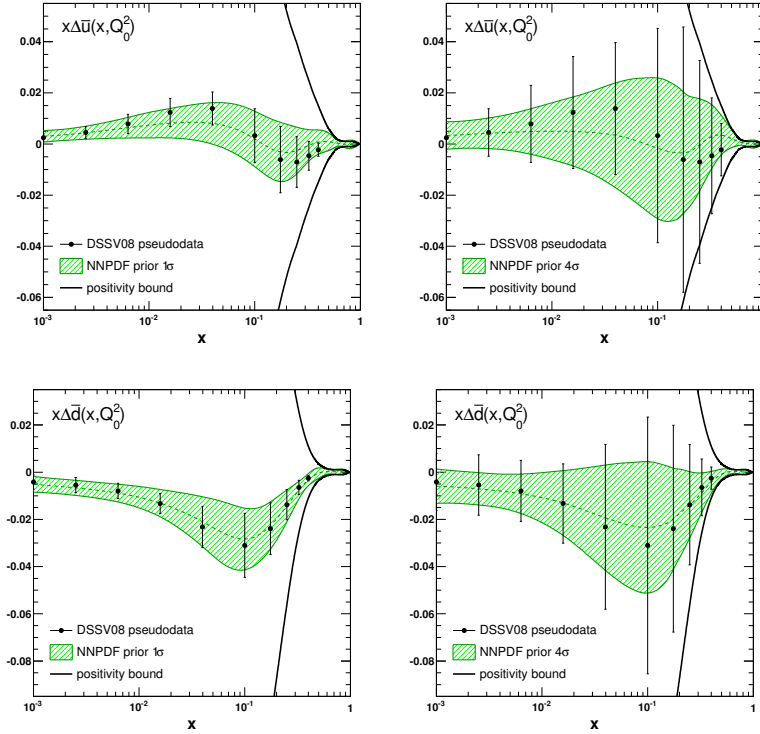 xΔu̅(x,Q₀²)
0.04
0.02
0
-0.02
-0.04
-0.06
DSSV08 pseudodata
NNPDF prior 1σ
positivity bound
10⁻³
10⁻²
10⁻¹
1
x
xΔu̅(x,Q₀²)
0.04
0.02
0
-0.02
-0.04
-0.06
DSSV08 pseudodata
NNPDF prior 4σ
positivity bound
10⁻³
10⁻²
10⁻¹
1
x
xΔd̅(x,Q₀²)
0.02
0
-0.02
-0.04
-0.06
-0.08
DSSV08 pseudodata
NNPDF prior 1σ
positivity bound
10⁻³
10⁻²
10⁻¹
1
x
xΔd̅(x,Q₀²)
0.02
0
-0.02
-0.04
-0.06
-0.08
DSSV08 pseudodata
NNPDF prior 4σ
positivity bound
10⁻³
10⁻²
10⁻¹
1
x